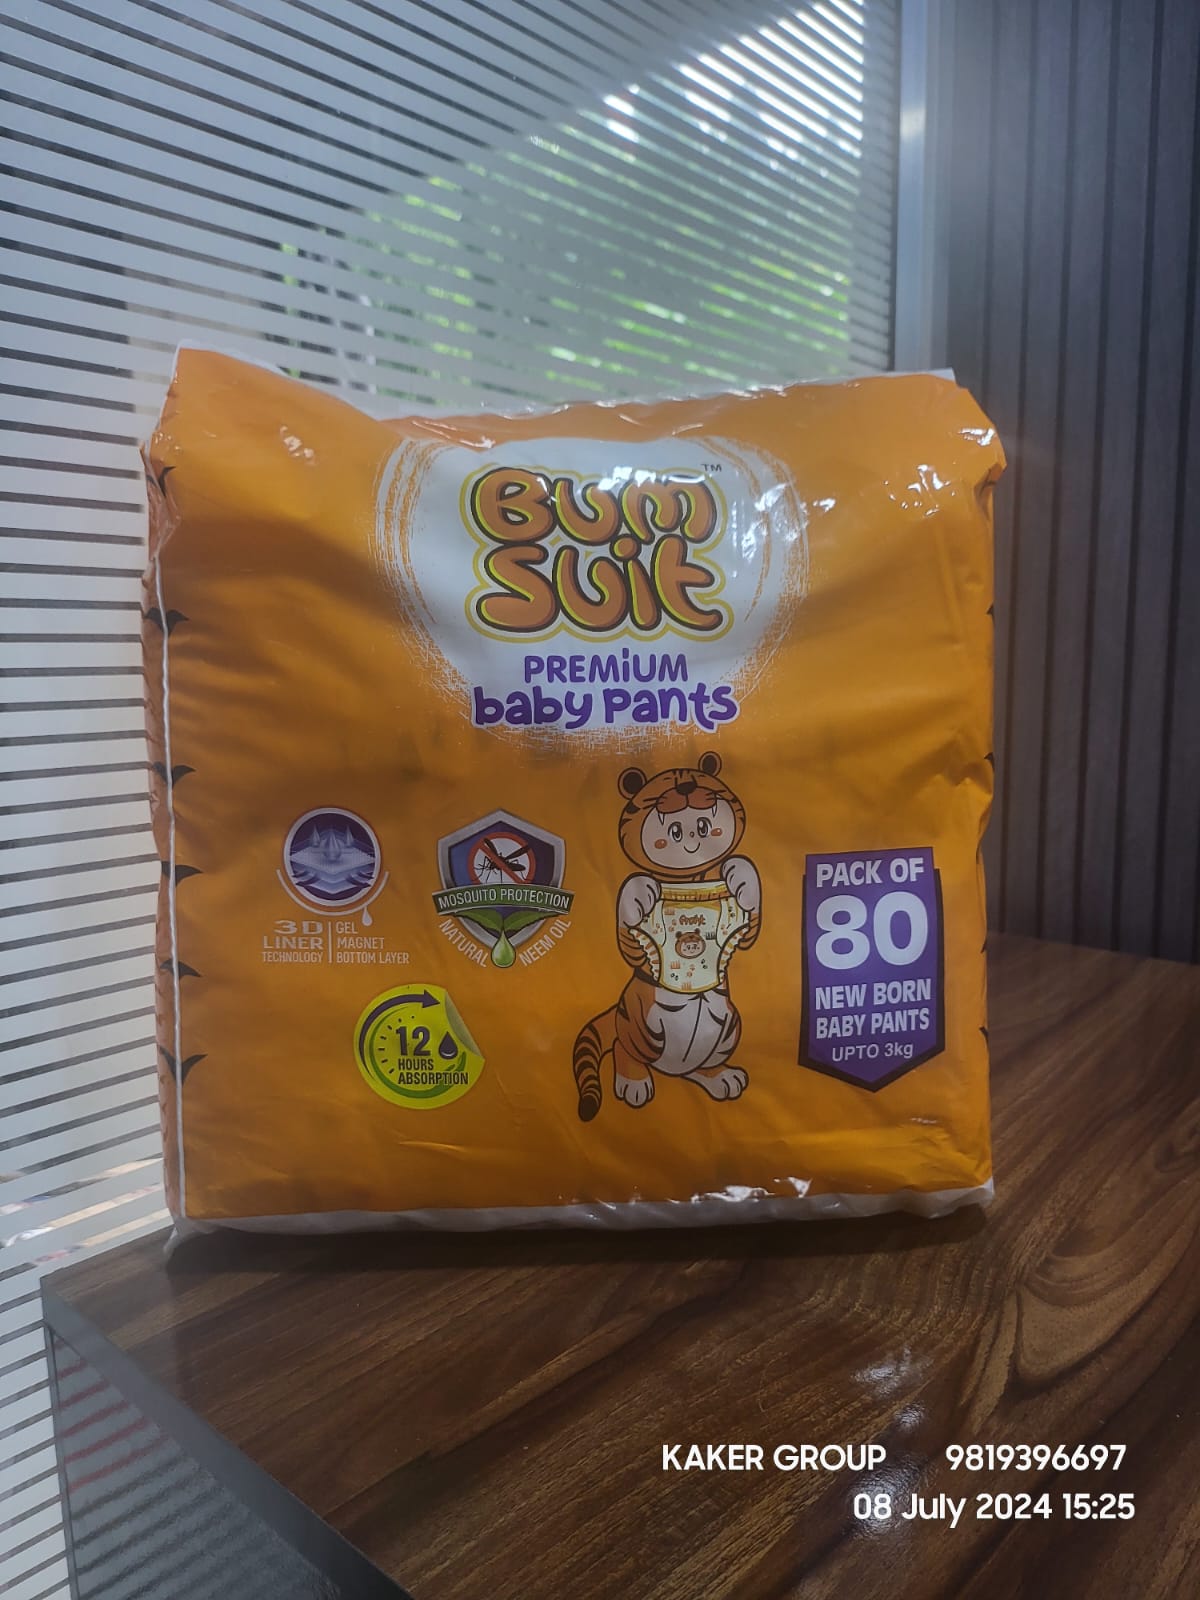 BUM
SUIT
TM
PREMIUM
baby pants
3D
LINER
TECHNOLOGY
GEL
MAGNET
BOTTOM LAYER
MOSQUITO PROTECTION
NATURAL NEEM OIL
12
HOURS
ABSORPTION
PACK OF
80
NEW BORN
BABY PANTS
UPTO 3kg
KAKER GROUP 9819396697
08 July 2024 15:25